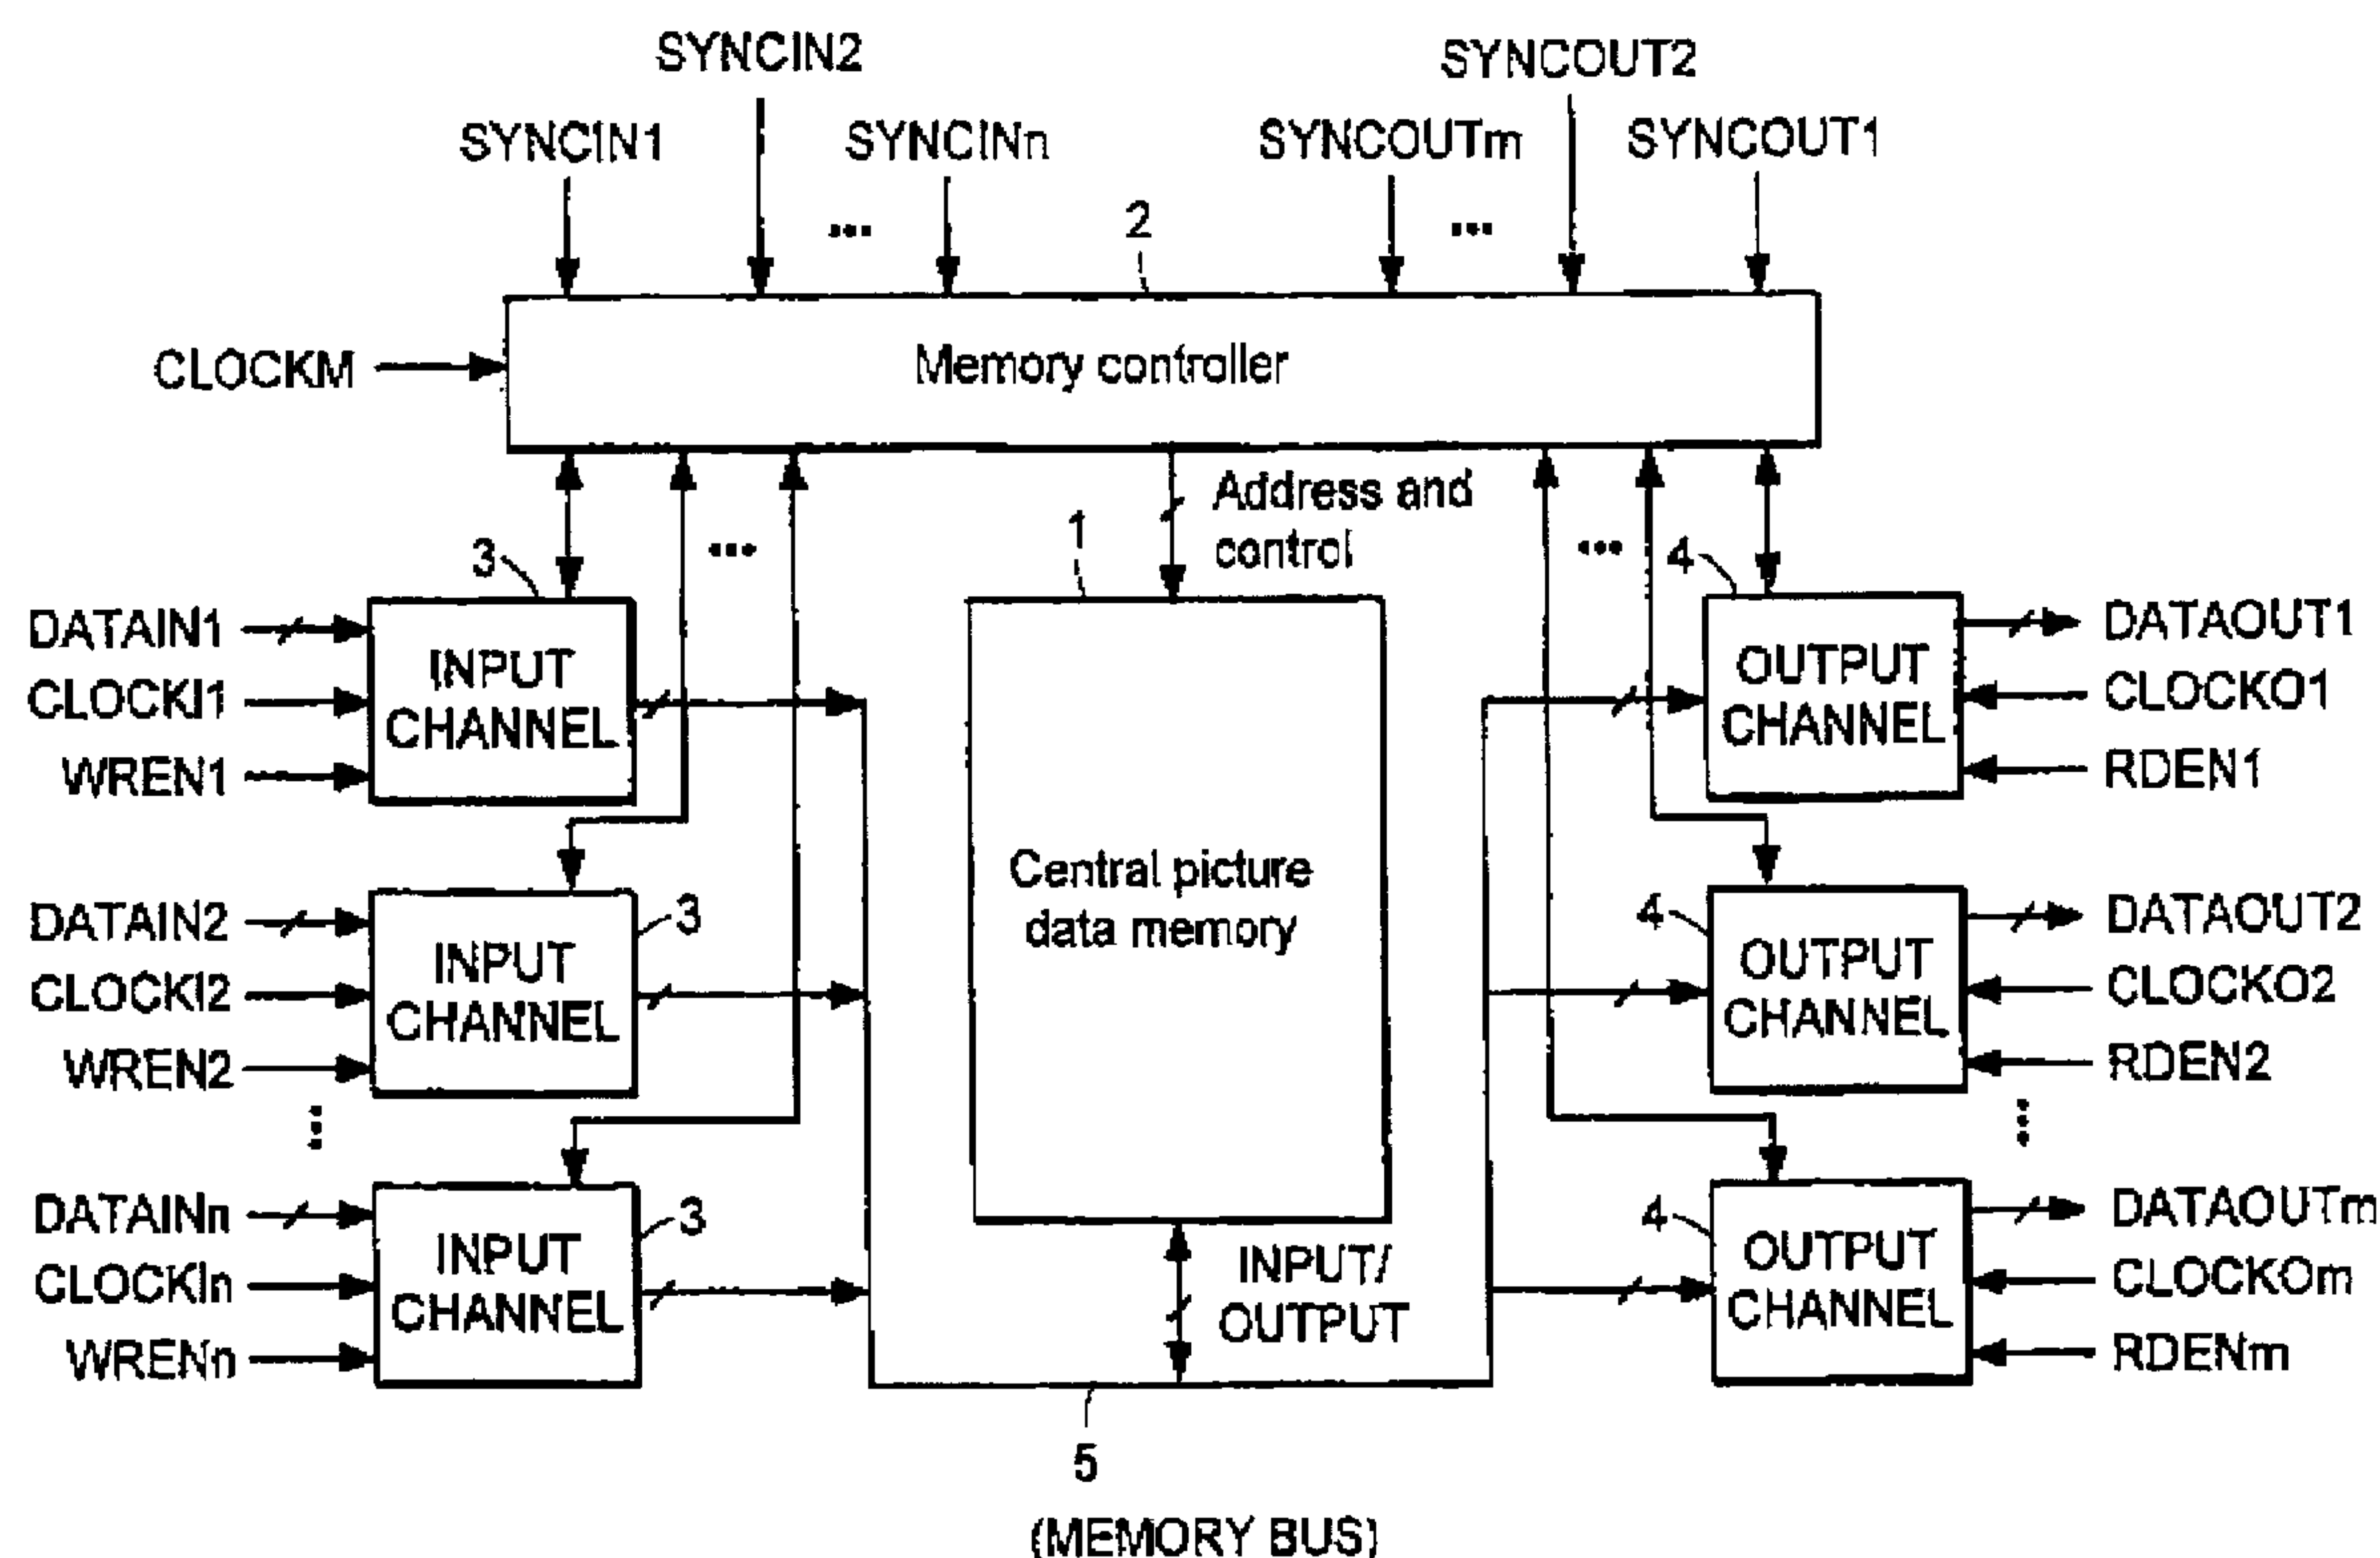 SYNCIN2
SYNCOUT2
SYNCIN1
SYNCINn
SYNCOUTm
SYNCOUT1
...
...
2
CLOCKM
Memory controller
Address and
control
1
...
...
3
4
DATAIN1
CLOCKI1
WREN1
INPUT
CHANNEL
OUTPUT
CHANNEL
DATAOUT1
CLOCKO1
RDEN1
Central picture
data memory
3
4
DATAIN2
CLOCKI2
WREN2
INPUT
CHANNEL
OUTPUT
CHANNEL
DATAOUT2
CLOCKO2
RDEN2
...
...
3
4
DATAINn
CLOCKIn
WRENn
INPUT
CHANNEL
INPUT/
OUTPUT
OUTPUT
CHANNEL
DATAOUTm
CLOCKOm
RDENm
5
(MEMORY BUS)